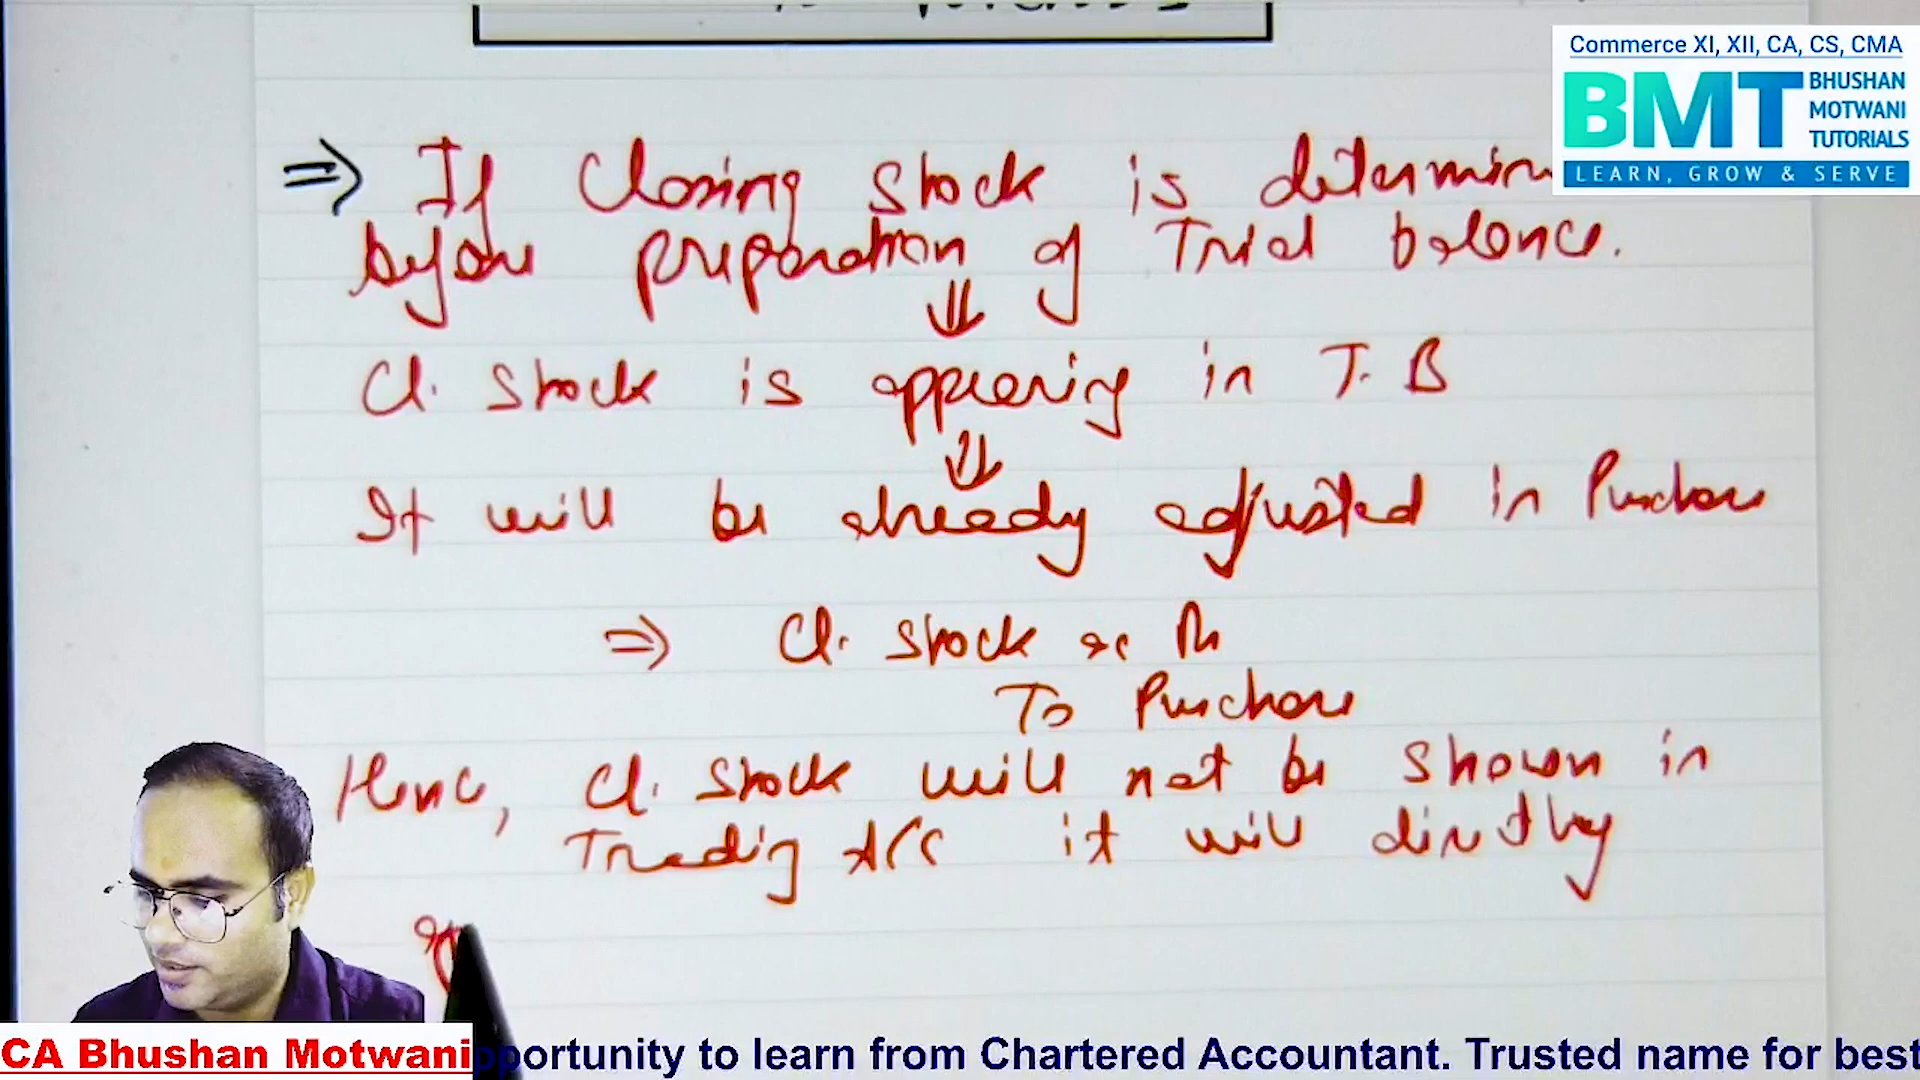 Commerce XI, XII, CA, CS, CMA
BMT BHUSHAN MOTWANI TUTORIALS
LEARN, GROW & SERVE
⇒ If Closing stock is determin
before preparation of Trial balance.
⇓
Cl. stock is appearing in T.B
⇓
It will be already adjusted in Purchase
⇒ Cl. stock a/c Dr
To Purchase
Hence, Cl. stock will not be shown in
Trading A/c it will directly
CA Bhushan Motwani
pportunity to learn from Chartered Accountant. Trusted name for best